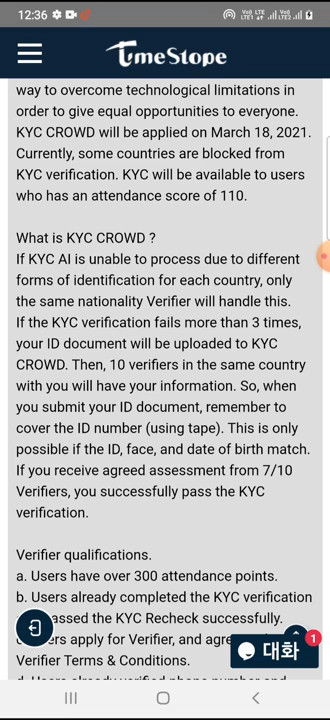 12:36
Vo)) LTE Vo))
LTE1 LTE2
TimeStope
way to overcome technological limitations in
order to give equal opportunities to everyone.
KYC CROWD will be applied on March 18, 2021.
Currently, some countries are blocked from
KYC verification. KYC will be available to users
who has an attendance score of 110.
What is KYC CROWD ?
If KYC AI is unable to process due to different
forms of identification for each country, only
the same nationality Verifier will handle this.
If the KYC verification fails more than 3 times,
your ID document will be uploaded to KYC
CROWD. Then, 10 verifiers in the same country
with you will have your information. So, when
you submit your ID document, remember to
cover the ID number (using tape). This is only
possible if the ID, face, and date of birth match.
If you receive agreed assessment from 7/10
Verifiers, you successfully pass the KYC
verification.
Verifier qualifications.
a. Users have over 300 attendance points.
b. Users already completed the KYC verification
assed the KYC Recheck successfully.
ers apply for Verifier, and agre
Verifier Terms & Conditions.
대화
1